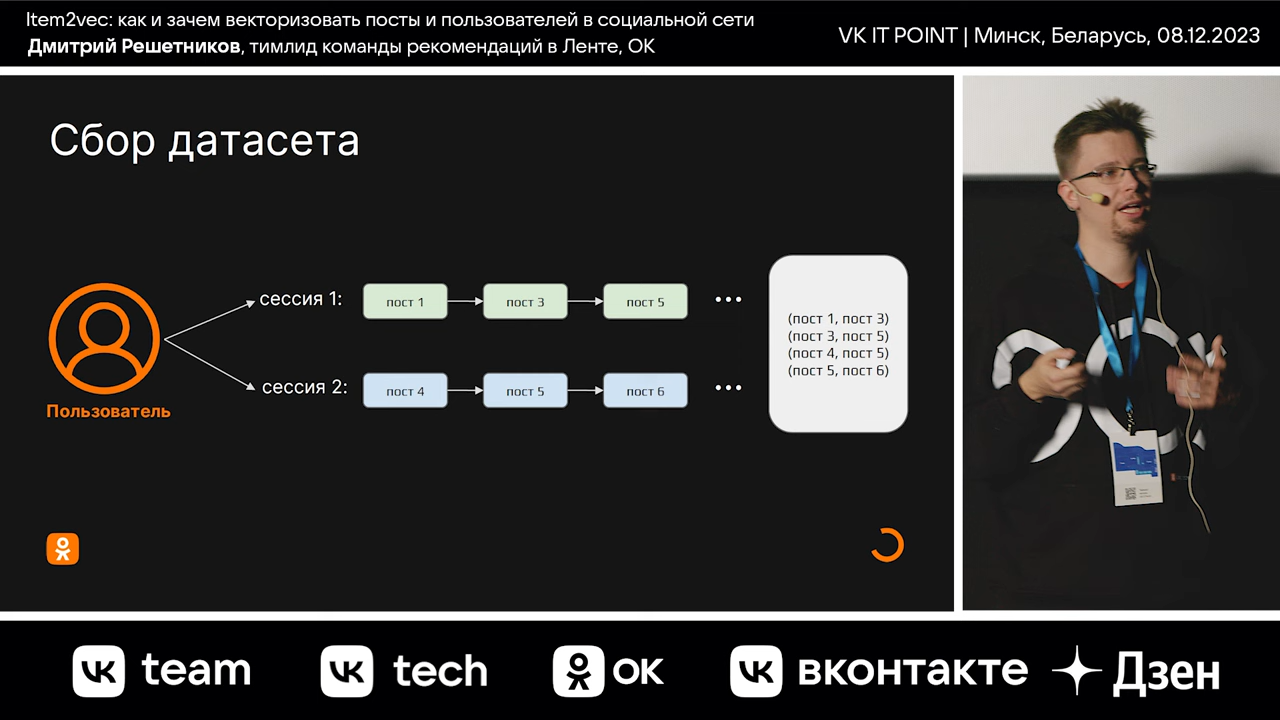 Item2vec: как и зачем векторизовать посты и пользователей в социальной сети
Дмитрий Решетников, тимлид команды рекомендаций в Ленте, ОК
VK IT POINT | Минск, Беларусь, 08.12.2023
Сбор датасета
сессия 1:
пост 1
пост 3
пост 5
...
сессия 2:
пост 4
пост 5
пост 6
...
Пользователь
(пост 1, пост 3)
(пост 3, пост 5)
(пост 4, пост 5)
(пост 5, пост 6)
VK team
VK tech
ОК
VK вконтакте
Дзен